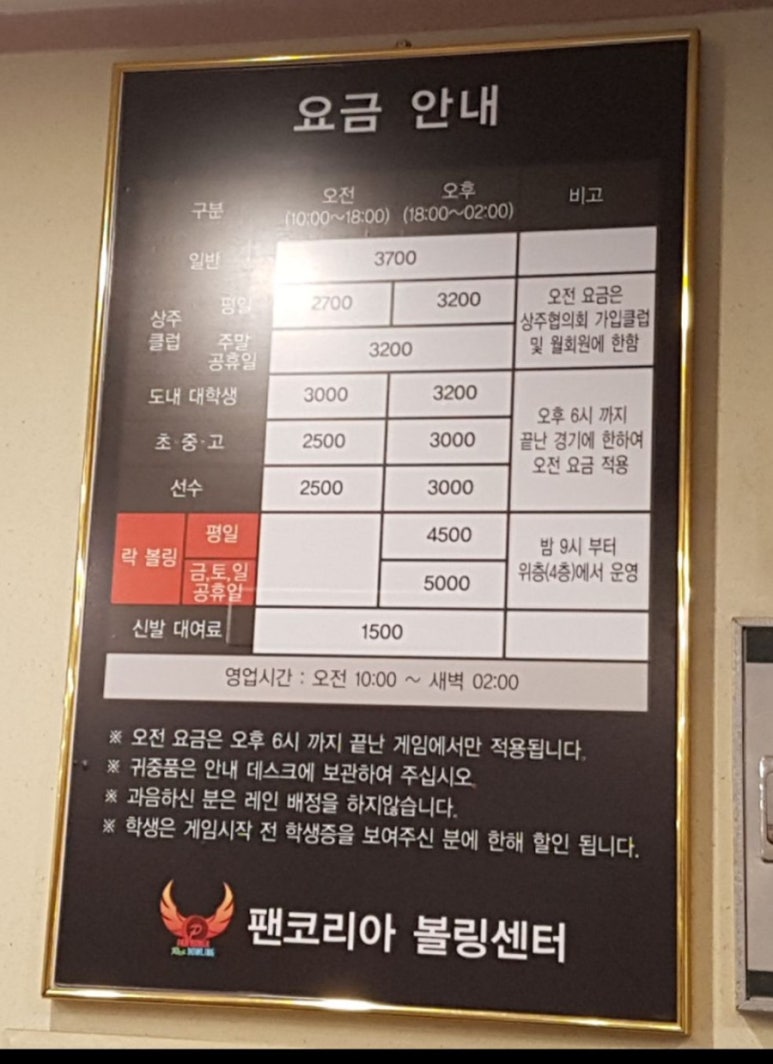 요금 안내
구분 오전 (10:00~18:00) 오후 (18:00~02:00) 비고
일반 3700
상주 클럽 평일 2700 3200 오전 요금은 상주협의회 가입클럽 및 월회원에 한함
주말 공휴일 3200
도내 대학생 3000 3200 오후 6시 까지 끝난 경기에 한하여 오전 요금 적용
초·중·고 2500 3000
선수 2500 3000
락 볼링 평일 4500 밤 9시 부터 위층(4층)에서 운영
금,토,일 공휴일 5000
신발 대여료 1500
영업시간 : 오전 10:00 ~ 새벽 02:00
※ 오전 요금은 오후 6시 까지 끝난 게임에서만 적용됩니다.
※ 귀중품은 안내 데스크에 보관하여 주십시오.
※ 과음하신 분은 레인 배정을 하지않습니다.
※ 학생은 게임시작 전 학생증을 보여주신 분에 한해 할인 됩니다.
P
팬코리아 볼링센터